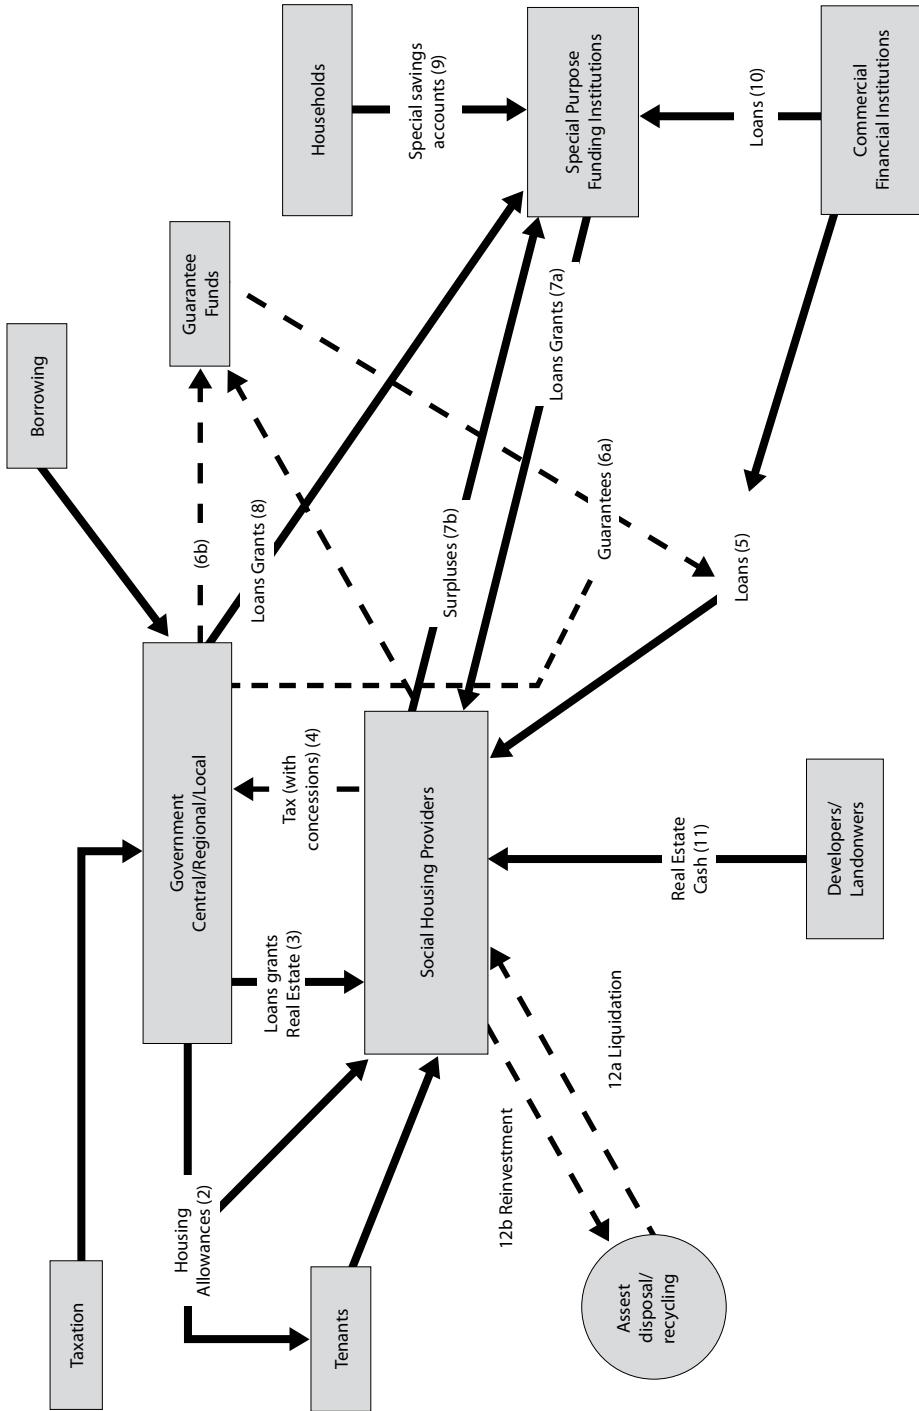 Taxation
Borrowing
Government
Central/Regional/Local
Guarantee
Funds
Households
Housing
Allowances (2)
Loans grants
Real Estate (3)
Tax (with
concessions) (4)
(6b)
Loans Grants (8)
Special savings
accounts (9)
Tenants
Social Housing Providers
Surpluses (7b)
Loans Grants (7a)
Guarantees (6a)
Special Purpose
Funding Institutions
12b Reinvestment
12a Liquidation
Real Estate
Cash (11)
Loans (5)
Loans (10)
Assest
disposal/
recycling
Developers/
Landonwers
Commercial
Financial Institutions